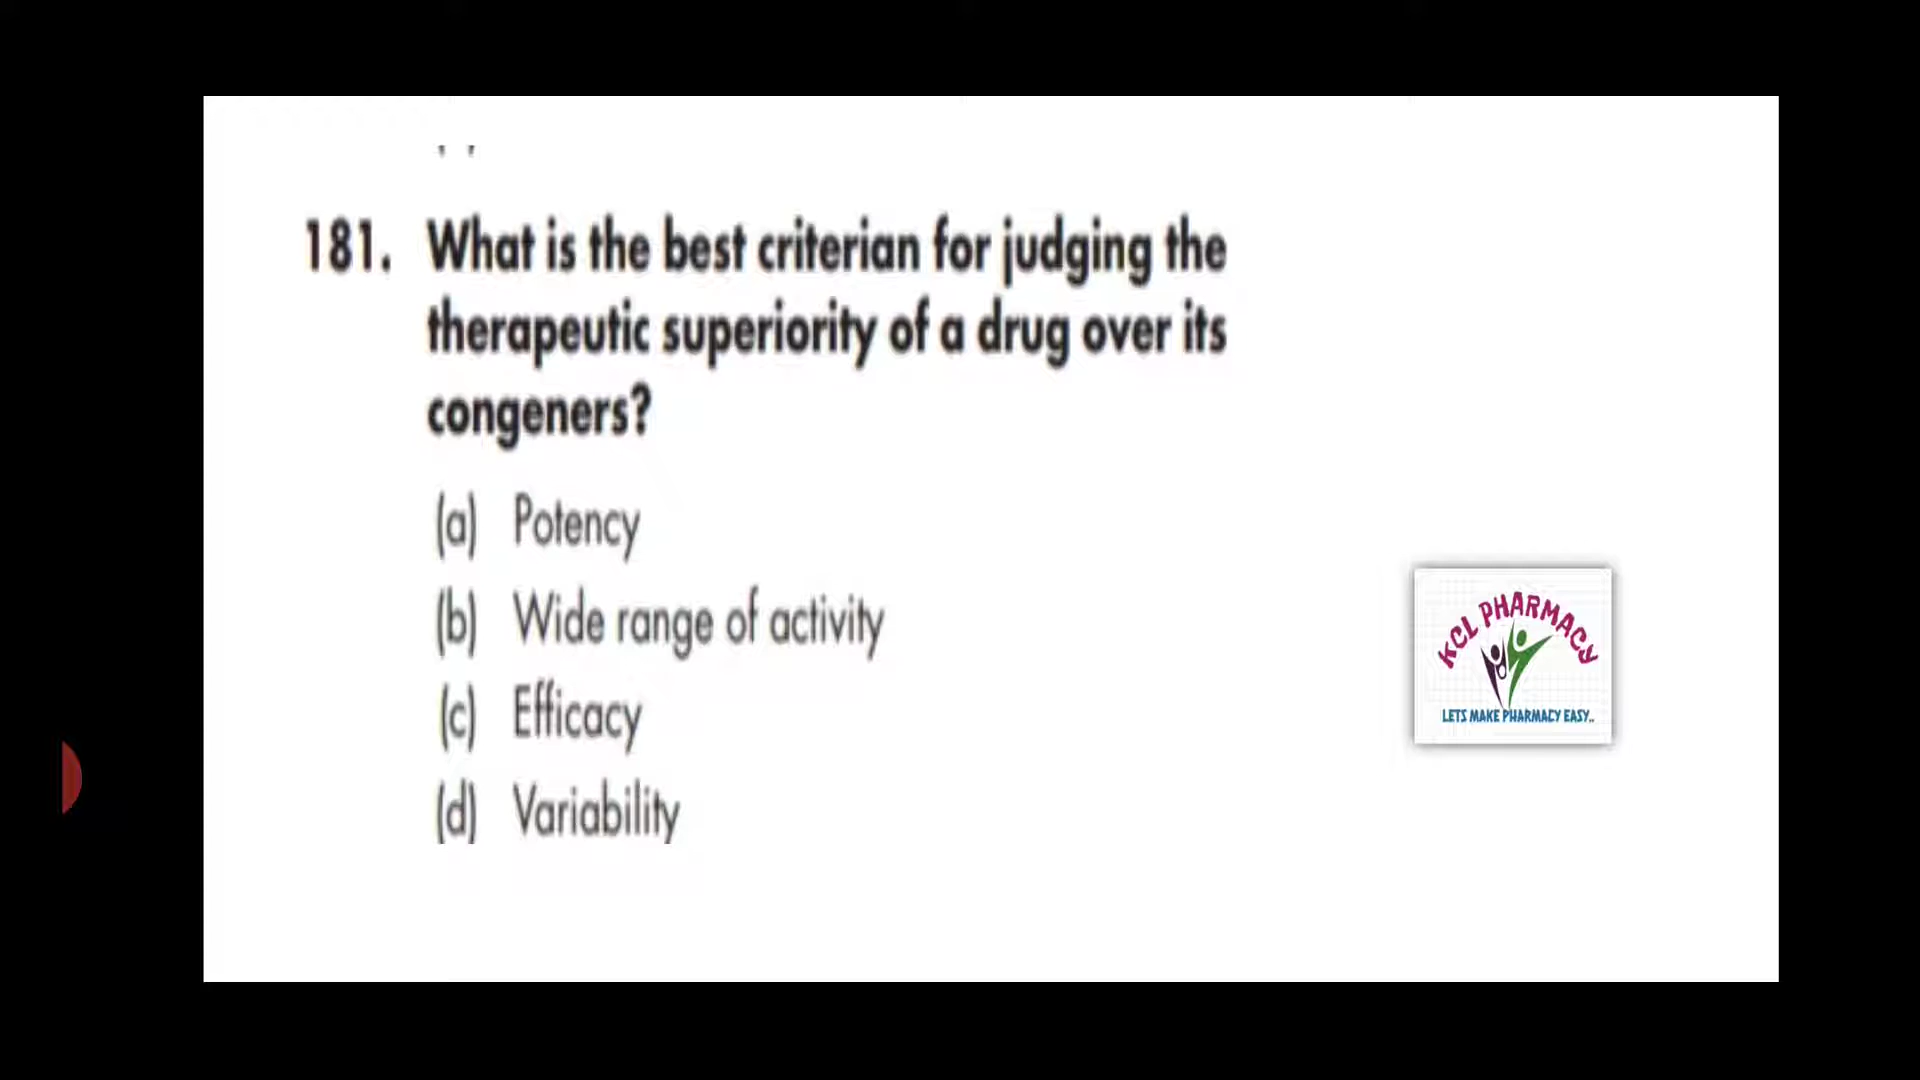 181. What is the best criterian for judging the
therapeutic superiority of a drug over its
congeners?
(a) Potency
(b) Wide range of activity
(c) Efficacy
(d) Variability
KCL PHARMACY
LETS MAKE PHARMACY EASY..